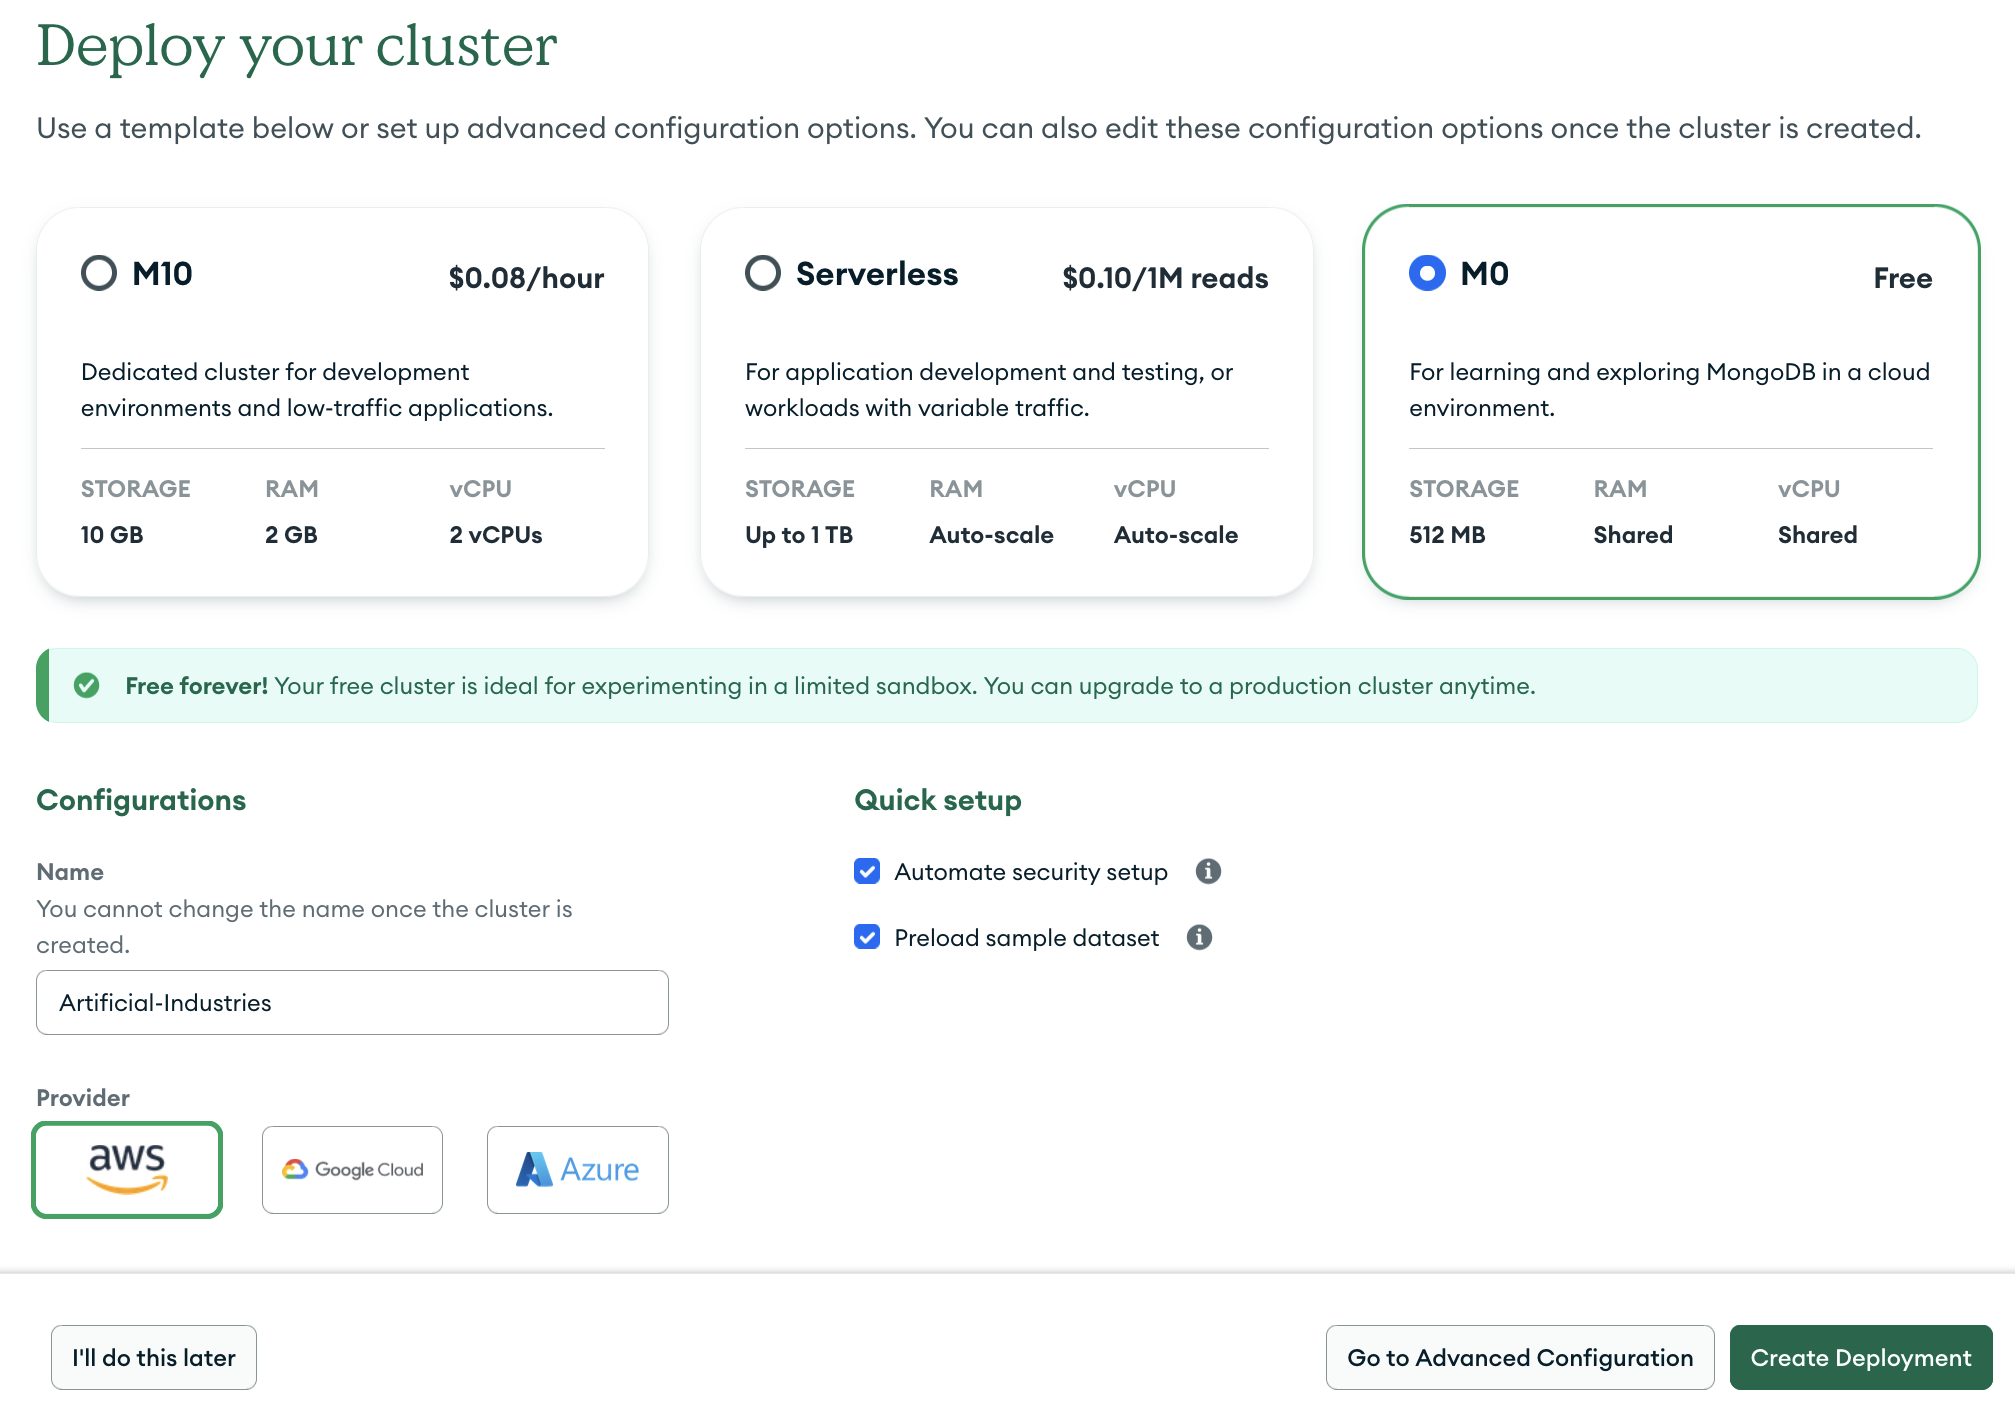 Deploy your cluster
Use a template below or set up advanced configuration options. You can also edit these configuration options once the cluster is created.
M10
$0.08/hour
Dedicated cluster for development
environments and low-traffic applications.
STORAGE RAM vCPU
10 GB 2 GB 2 vCPUs
Serverless
$0.10/1M reads
For application development and testing, or
workloads with variable traffic.
STORAGE RAM vCPU
Up to 1 TB Auto-scale Auto-scale
M0
Free
For learning and exploring MongoDB in a cloud
environment.
STORAGE RAM vCPU
512 MB Shared Shared
Free forever! Your free cluster is ideal for experimenting in a limited sandbox. You can upgrade to a production cluster anytime.
Configurations
Name
You cannot change the name once the cluster is
created.
Artificial-Industries
Provider
aws
Google Cloud
Azure
Quick setup
Automate security setup
Preload sample dataset
I'll do this later
Go to Advanced Configuration
Create Deployment